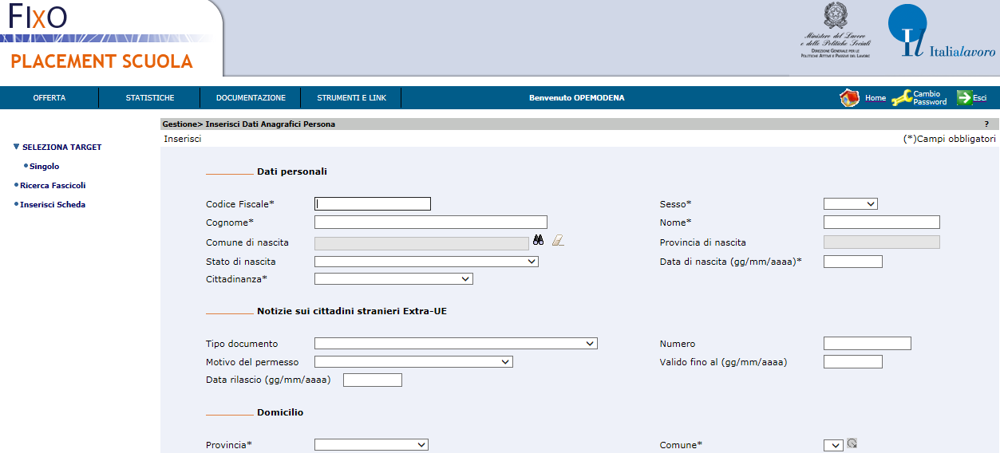 FIxO
PLACEMENT SCUOLA
Ministero del Lavoro
e delle Politiche Sociali
DIREZIONE GENERALE PER LE
POLITICHE ATTIVE E PASSIVE DEL LAVORO
Italialavoro
OFFERTA STATISTICHE DOCUMENTAZIONE STRUMENTI E LINK Benvenuto OPEMODENA Home Cambio Password Esci
Gestione> Inserisci Dati Anagrafici Persona ?
Inserisci (*)Campi obbligatori
SELEZIONA TARGET
Singolo
Ricerca Fascicoli
Inserisci Scheda
Dati personali
Codice Fiscale* Sesso*
Cognome* Nome*
Comune di nascita Provincia di nascita
Stato di nascita Data di nascita (gg/mm/aaaa)*
Cittadinanza*
Notizie sui cittadini stranieri Extra-UE
Tipo documento Numero
Motivo del permesso Valido fino al (gg/mm/aaaa)
Data rilascio (gg/mm/aaaa)
Domicilio
Provincia* Comune*